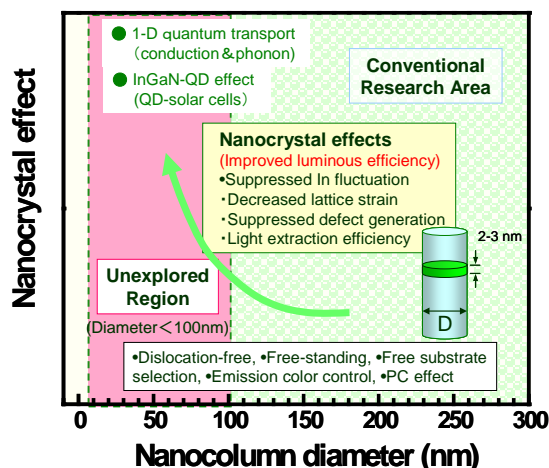 ● 1-D quantum transport
(conduction&phonon)
● InGaN-QD effect
(QD-solar cells)
Conventional
Research Area
Nanocrystal effects
(Improved luminous efficiency)
•Suppressed In fluctuation
・Decreased lattice strain
・Suppressed defect generation
・Light extraction efficiency
2-3 nm
D
Unexplored
Region
(Diameter<100nm)
•Dislocation-free, •Free-standing, •Free substrate
selection, •Emission color control, •PC effect
Nanocrystal effect
0 50 100 150 200 250 300
Nanocolumn diameter (nm)